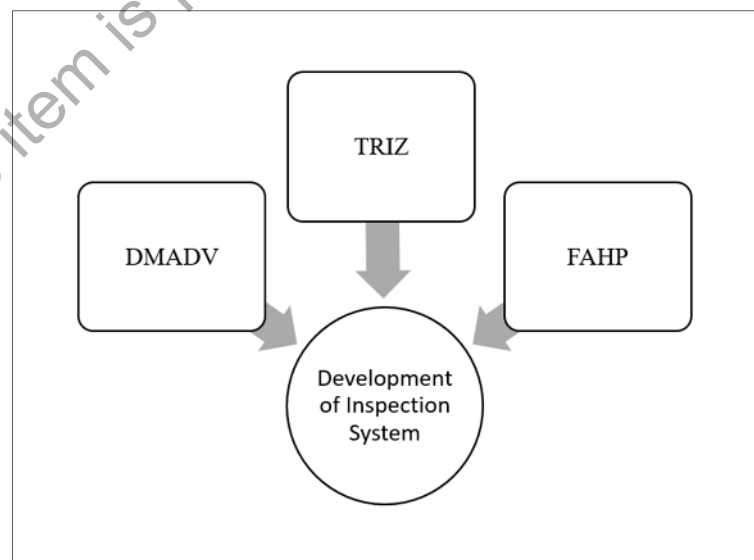 item is
TRIZ
DMADV
FAHP
Development
of Inspection
System